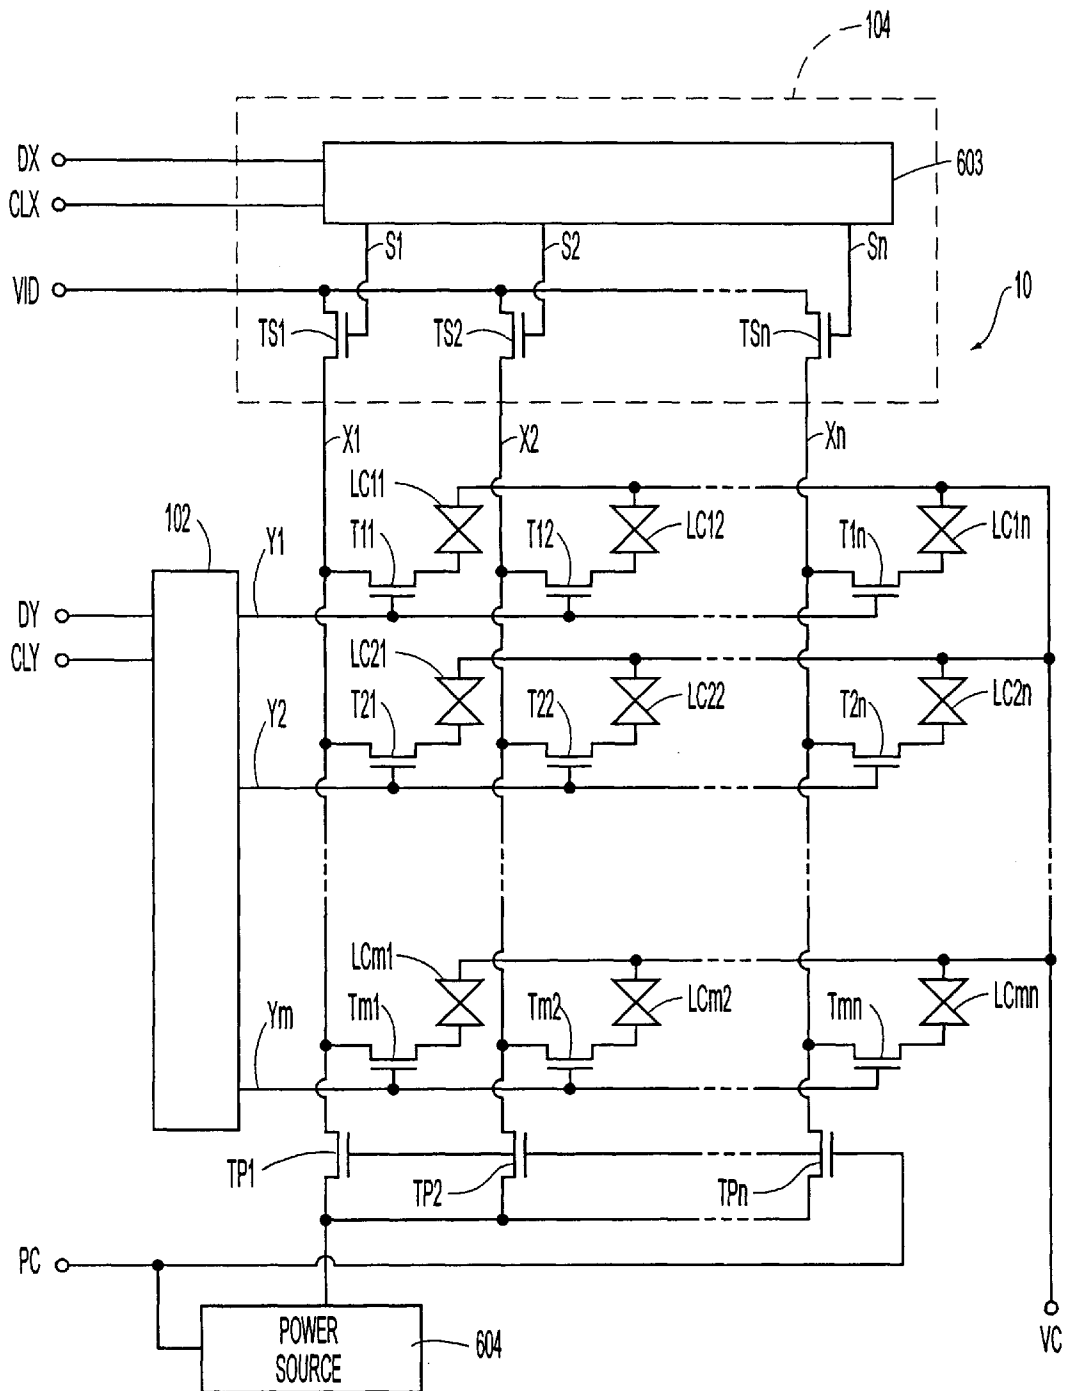 104
DX
603
CLX
S1
S2
Sn
VID
10
TS1
TS2
TSn
X1
X2
Xn
LC11
102
Y1
T11
T12
LC12
T1n
LC1n
DY
CLY
LC21
Y2
T21
T22
LC22
T2n
LC2n
LCm1
Ym
Tm1
Tm2
LCm2
Tmn
LCmn
TP1
TP2
TPn
PC
POWER
SOURCE
604
VC